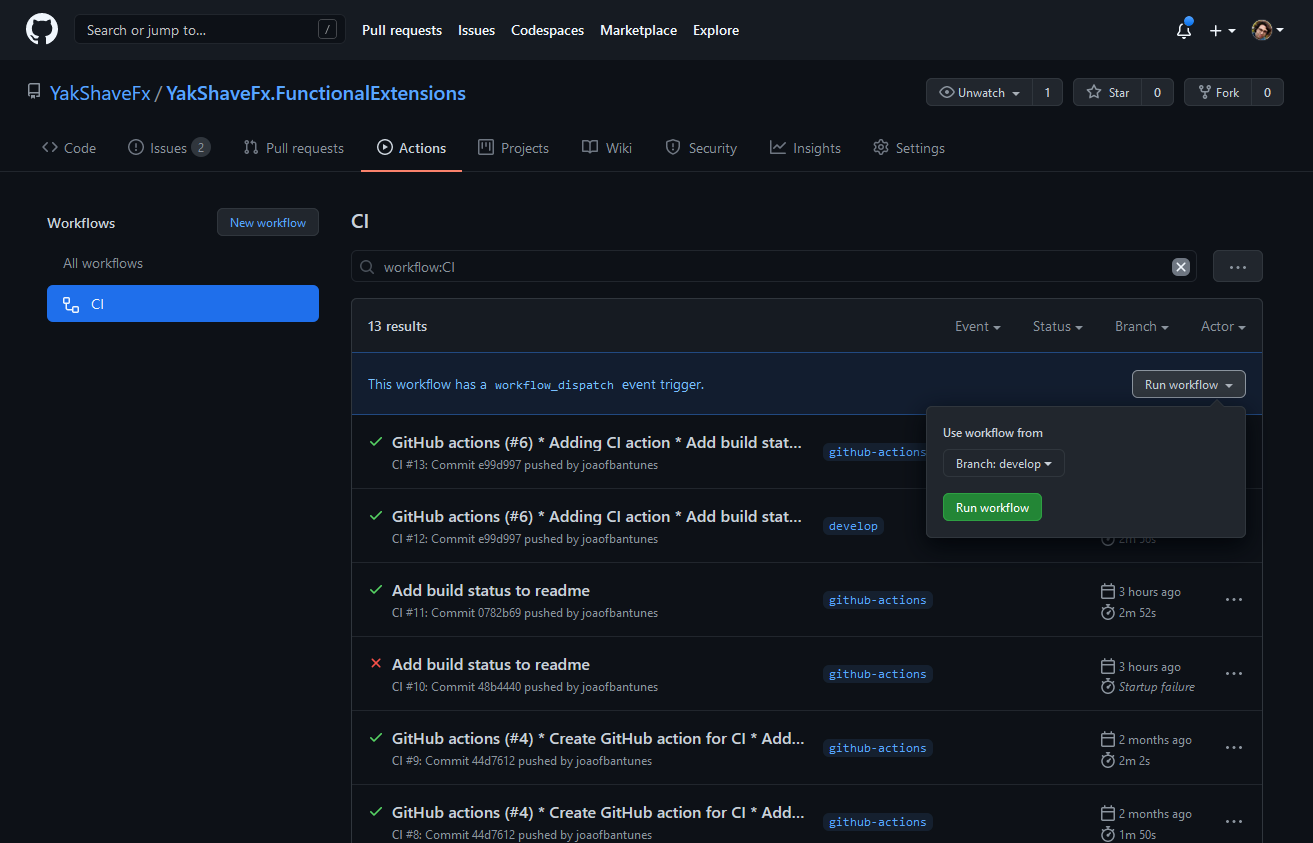 Search or jump to... /
Pull requests Issues Codespaces Marketplace Explore
YakShaveFx / YakShaveFx.FunctionalExtensions
Unwatch 1 Star 0 Fork 0
Code Issues 2 Pull requests Actions Projects Wiki Security Insights Settings
Workflows New workflow
All workflows
CI
CI
workflow:CI
13 results Event Status Branch Actor
This workflow has a workflow_dispatch event trigger. Run workflow
Use workflow from
Branch: develop
Run workflow
GitHub actions (#6) * Adding CI action * Add build stat...
CI #13: Commit e99d997 pushed by joaofbantunes
github-actions
GitHub actions (#6) * Adding CI action * Add build stat...
CI #12: Commit e99d997 pushed by joaofbantunes
develop
Add build status to readme
CI #11: Commit 0782b69 pushed by joaofbantunes
github-actions
3 hours ago
2m 52s
Add build status to readme
CI #10: Commit 48b4440 pushed by joaofbantunes
github-actions
3 hours ago
Startup failure
GitHub actions (#4) * Create GitHub action for CI * Add...
CI #9: Commit 44d7612 pushed by joaofbantunes
github-actions
2 months ago
2m 2s
GitHub actions (#4) * Create GitHub action for CI * Add...
CI #8: Commit 44d7612 pushed by joaofbantunes
github-actions
2 months ago
1m 50s